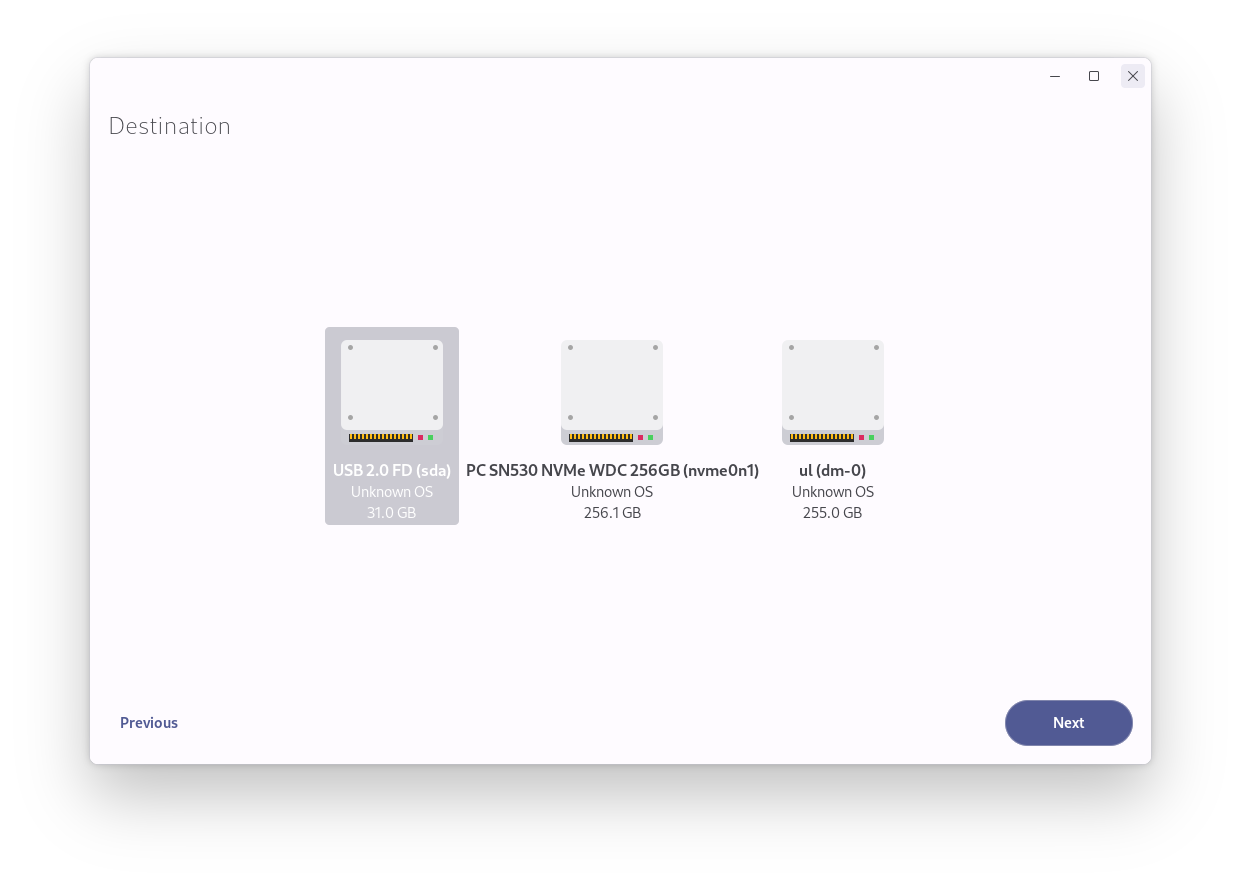 Destination
USB 2.0 FD (sda)
Unknown OS
31.0 GB
PC SN530 NVMe WDC 256GB (nvme0n1)
Unknown OS
256.1 GB
ul (dm-0)
Unknown OS
255.0 GB
Previous
Next